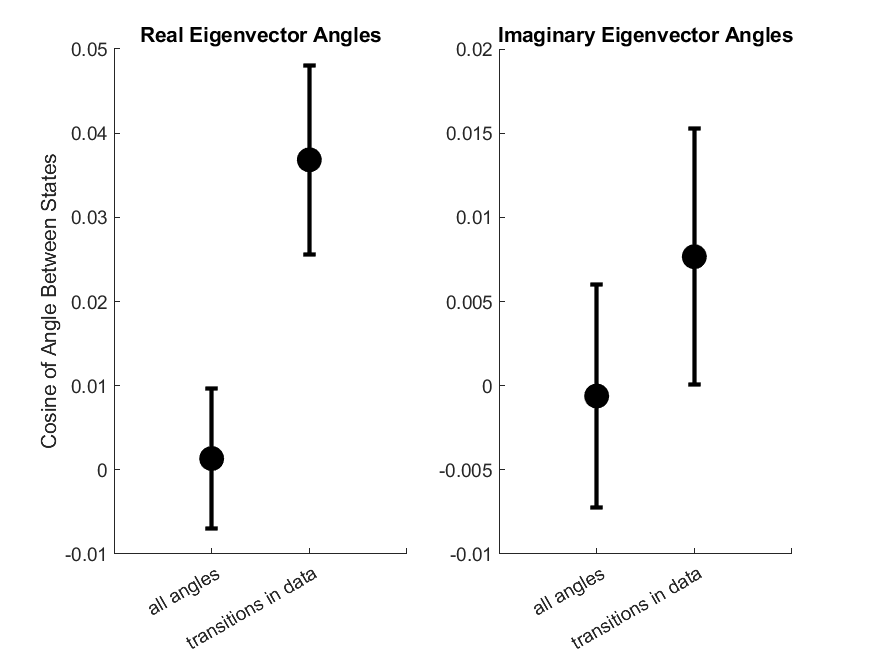 Real Eigenvector Angles
Cosine of Angle Between States
0.05
0.04
0.03
0.02
0.01
0
-0.01
all angles
transitions in data
Imaginary Eigenvector Angles
0.02
0.015
0.01
0.005
0
-0.005
-0.01
all angles
transitions in data